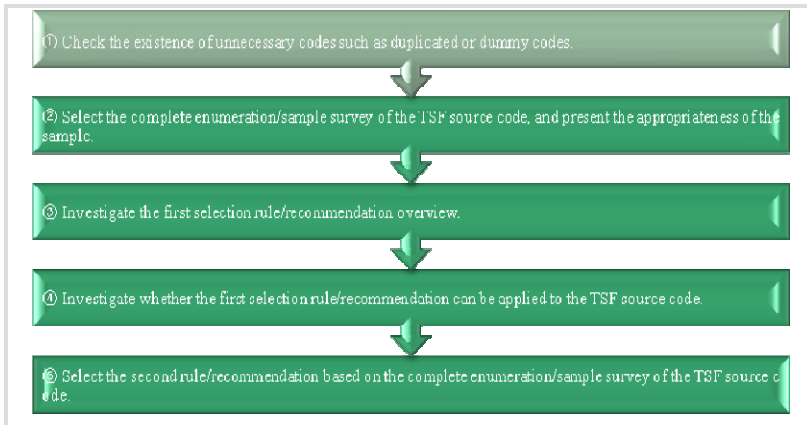 ① Check the existence of unnecessary codes such as duplicated or dummy codes.
② Select the complete enumeration/sample survey of the TSF source code, and present the appropriateness of the
sample.
③ Investigate the first selection rule/recommendation overview.
④ Investigate whether the first selection rule/recommendation can be applied to the TSF source code.
⑤ Select the second rule/recommendation based on the complete enumeration/sample survey of the TSF source c
ode.